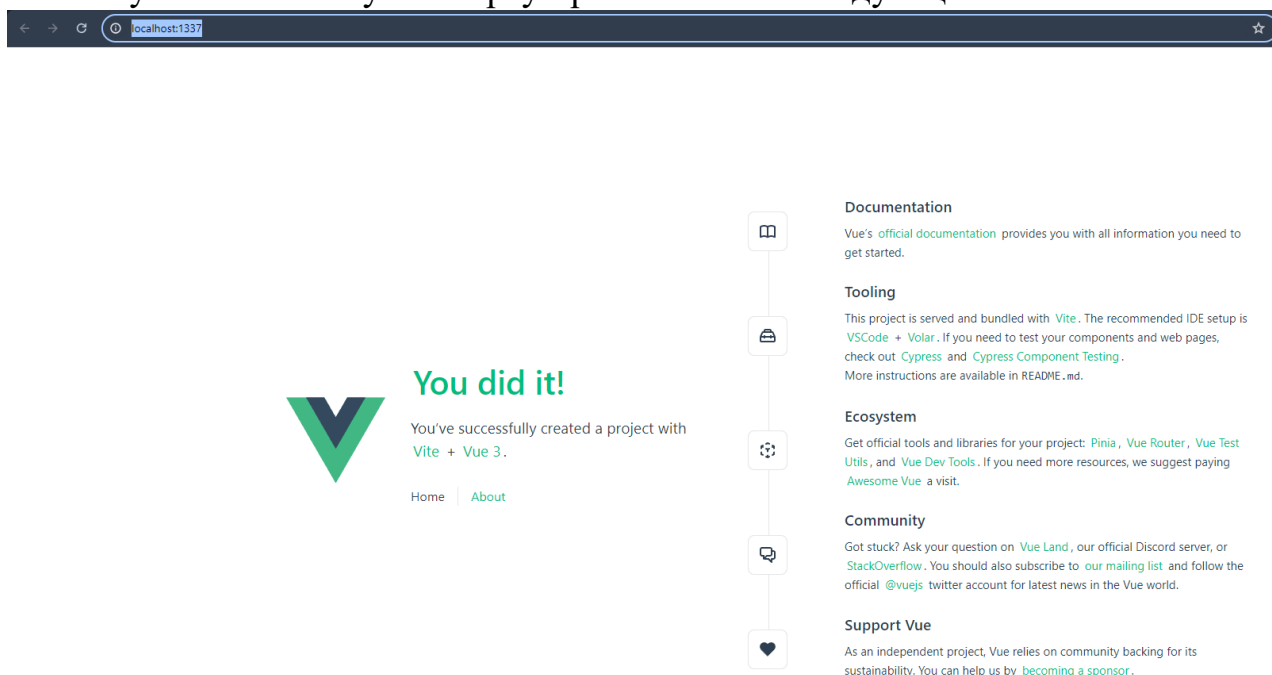 localhost:1337
Documentation
Vue’s official documentation provides you with all information you need to
get started.
Tooling
This project is served and bundled with Vite. The recommended IDE setup is
VSCode + Volar. If you need to test your components and web pages,
check out Cypress and Cypress Component Testing.
More instructions are available in README.md.
You did it!
You’ve successfully created a project with
Vite + Vue 3.
Home About
Ecosystem
Get official tools and libraries for your project: Pinia, Vue Router, Vue Test
Utils, and Vue Dev Tools. If you need more resources, we suggest paying
Awesome Vue a visit.
Community
Got stuck? Ask your question on Vue Land, our official Discord server, or
StackOverflow. You should also subscribe to our mailing list and follow the
official @vuejs twitter account for latest news in the Vue world.
Support Vue
As an independent project, Vue relies on community backing for its
sustainability. You can help us by becoming a sponsor.